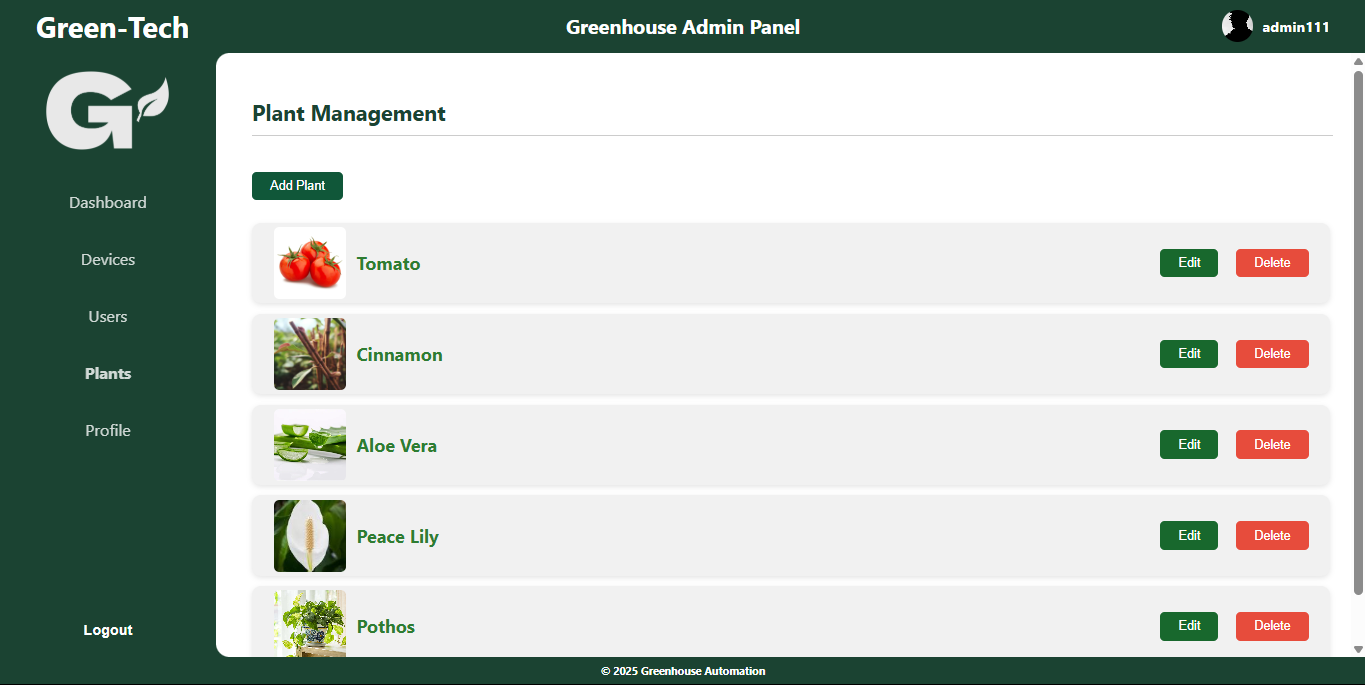 Green-Tech
Greenhouse Admin Panel
admin111
G
Dashboard
Devices
Users
Plants
Profile
Logout
Plant Management
Add Plant
Tomato
Edit
Delete
Cinnamon
Edit
Delete
Aloe Vera
Edit
Delete
Peace Lily
Edit
Delete
Pothos
Edit
Delete
© 2025 Greenhouse Automation